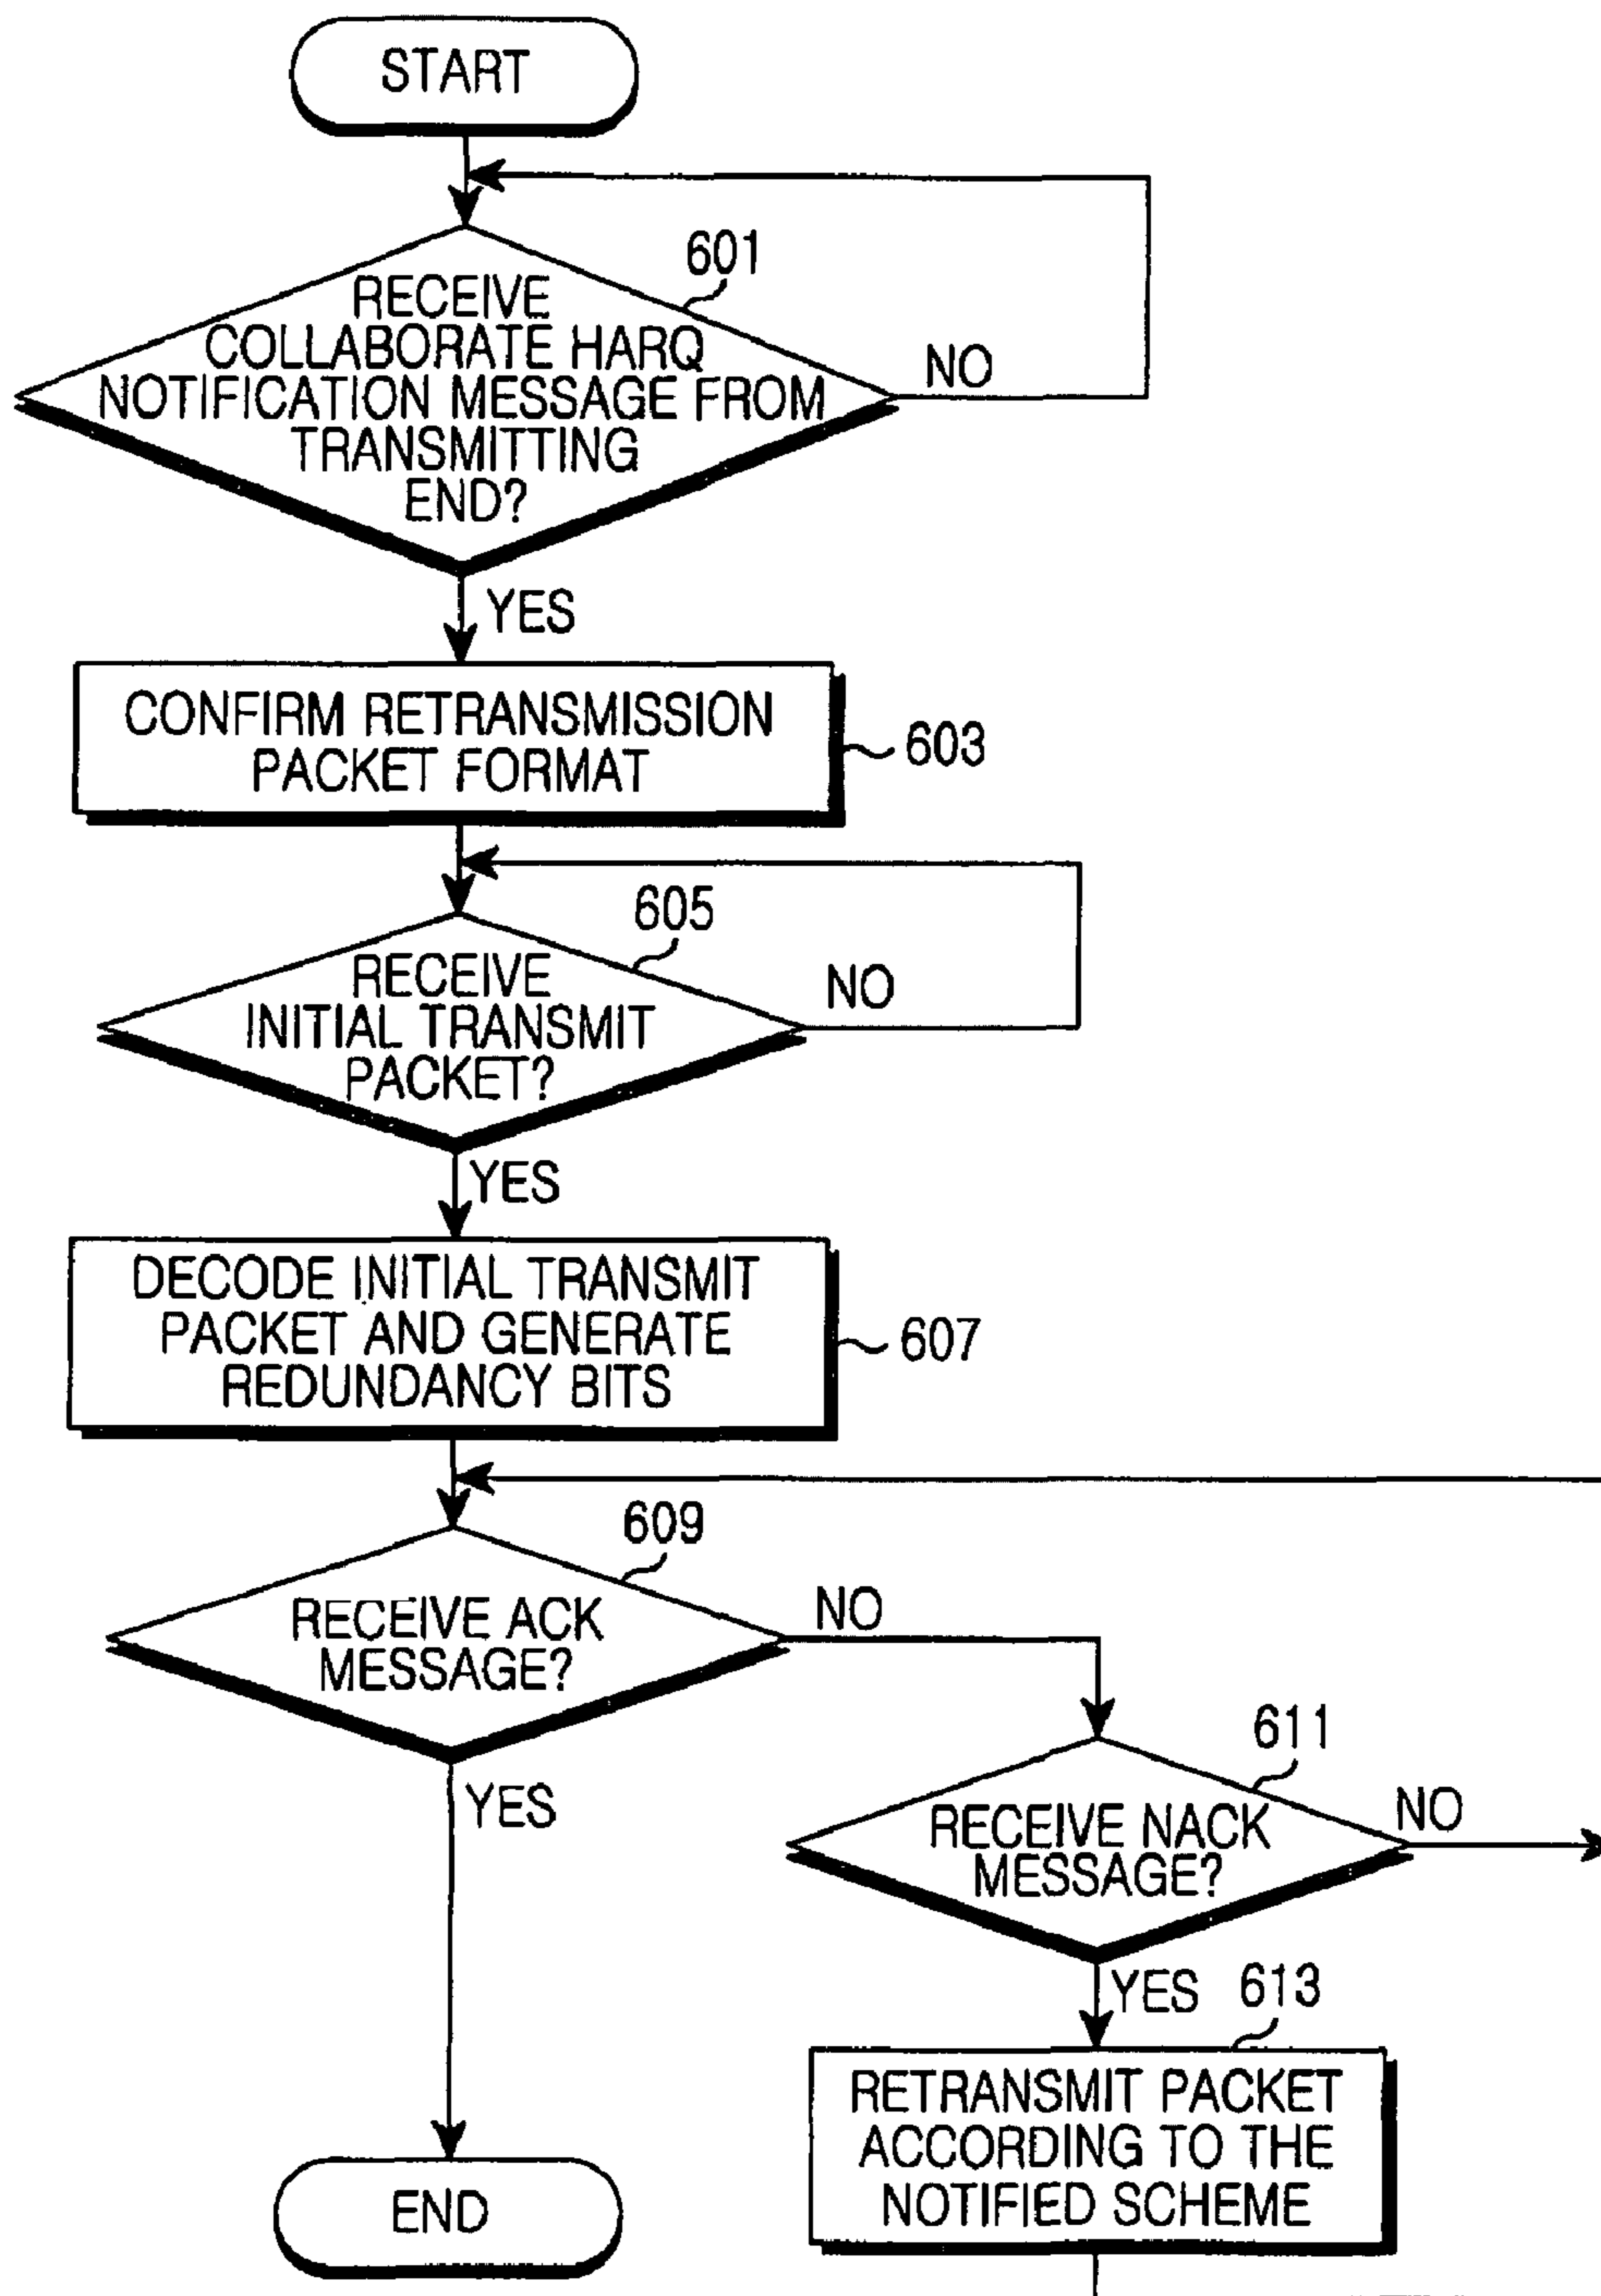 START
601
RECEIVE
COLLABORATE HARQ
NOTIFICATION MESSAGE FROM
TRANSMITTING
END?
NO
YES
CONFIRM RETRANSMISSION
PACKET FORMAT
603
605
RECEIVE
INITIAL TRANSMIT
PACKET?
NO
YES
DECODE INITIAL TRANSMIT
PACKET AND GENERATE
REDUNDANCY BITS
607
609
RECEIVE ACK
MESSAGE?
NO
YES
611
RECEIVE NACK
MESSAGE?
NO
YES
613
RETRANSMIT PACKET
ACCORDING TO THE
NOTIFIED SCHEME
END